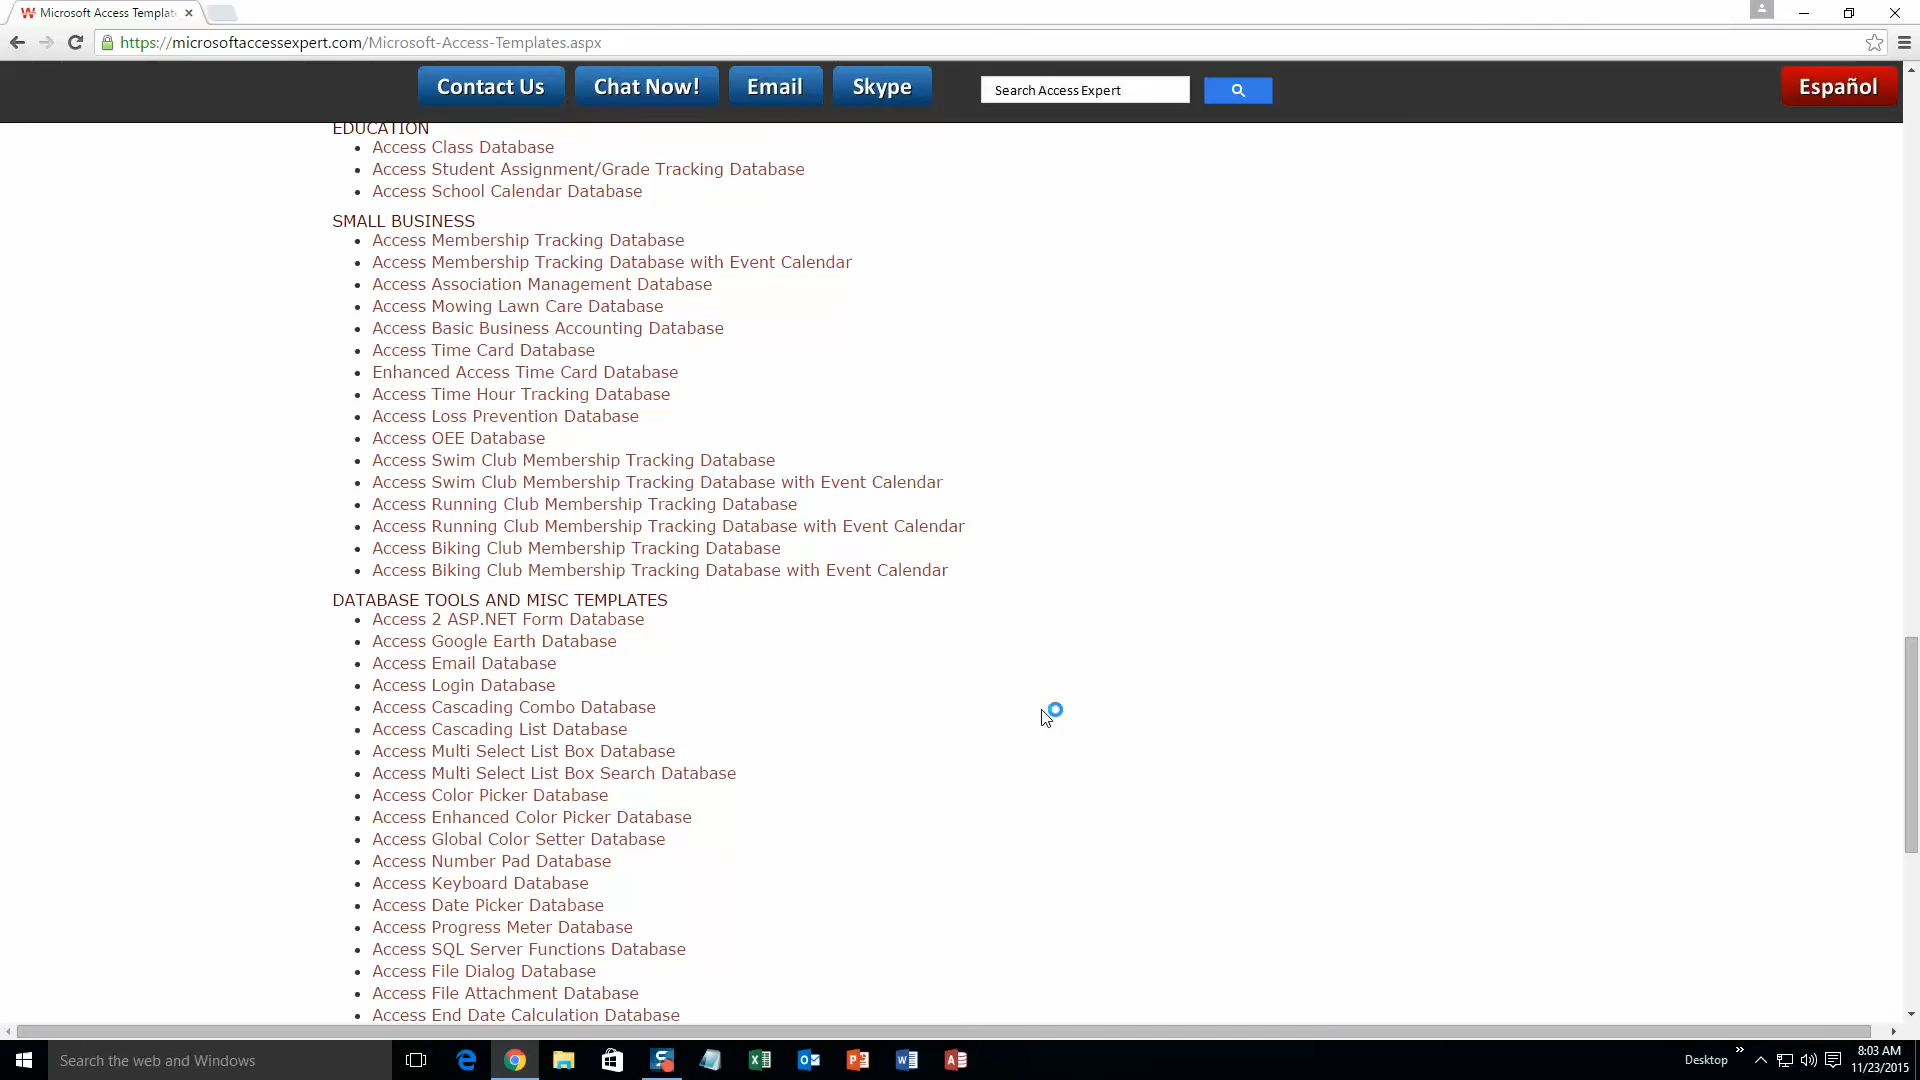 Microsoft Access Templat
https://microsoftaccessexpert.com/Microsoft-Access-Templates.aspx
Contact Us
Chat Now!
Email
Skype
Search Access Expert
Español
EDUCATION
Access Class Database
Access Student Assignment/Grade Tracking Database
Access School Calendar Database
SMALL BUSINESS
Access Membership Tracking Database
Access Membership Tracking Database with Event Calendar
Access Association Management Database
Access Mowing Lawn Care Database
Access Basic Business Accounting Database
Access Time Card Database
Enhanced Access Time Card Database
Access Time Hour Tracking Database
Access Loss Prevention Database
Access OEE Database
Access Swim Club Membership Tracking Database
Access Swim Club Membership Tracking Database with Event Calendar
Access Running Club Membership Tracking Database
Access Running Club Membership Tracking Database with Event Calendar
Access Biking Club Membership Tracking Database
Access Biking Club Membership Tracking Database with Event Calendar
DATABASE TOOLS AND MISC TEMPLATES
Access 2 ASP.NET Form Database
Access Google Earth Database
Access Email Database
Access Login Database
Access Cascading Combo Database
Access Cascading List Database
Access Multi Select List Box Database
Access Multi Select List Box Search Database
Access Color Picker Database
Access Enhanced Color Picker Database
Access Global Color Setter Database
Access Number Pad Database
Access Keyboard Database
Access Date Picker Database
Access Progress Meter Database
Access SQL Server Functions Database
Access File Dialog Database
Access File Attachment Database
Access End Date Calculation Database
Search the web and Windows
Desktop
8:03 AM
11/23/2015